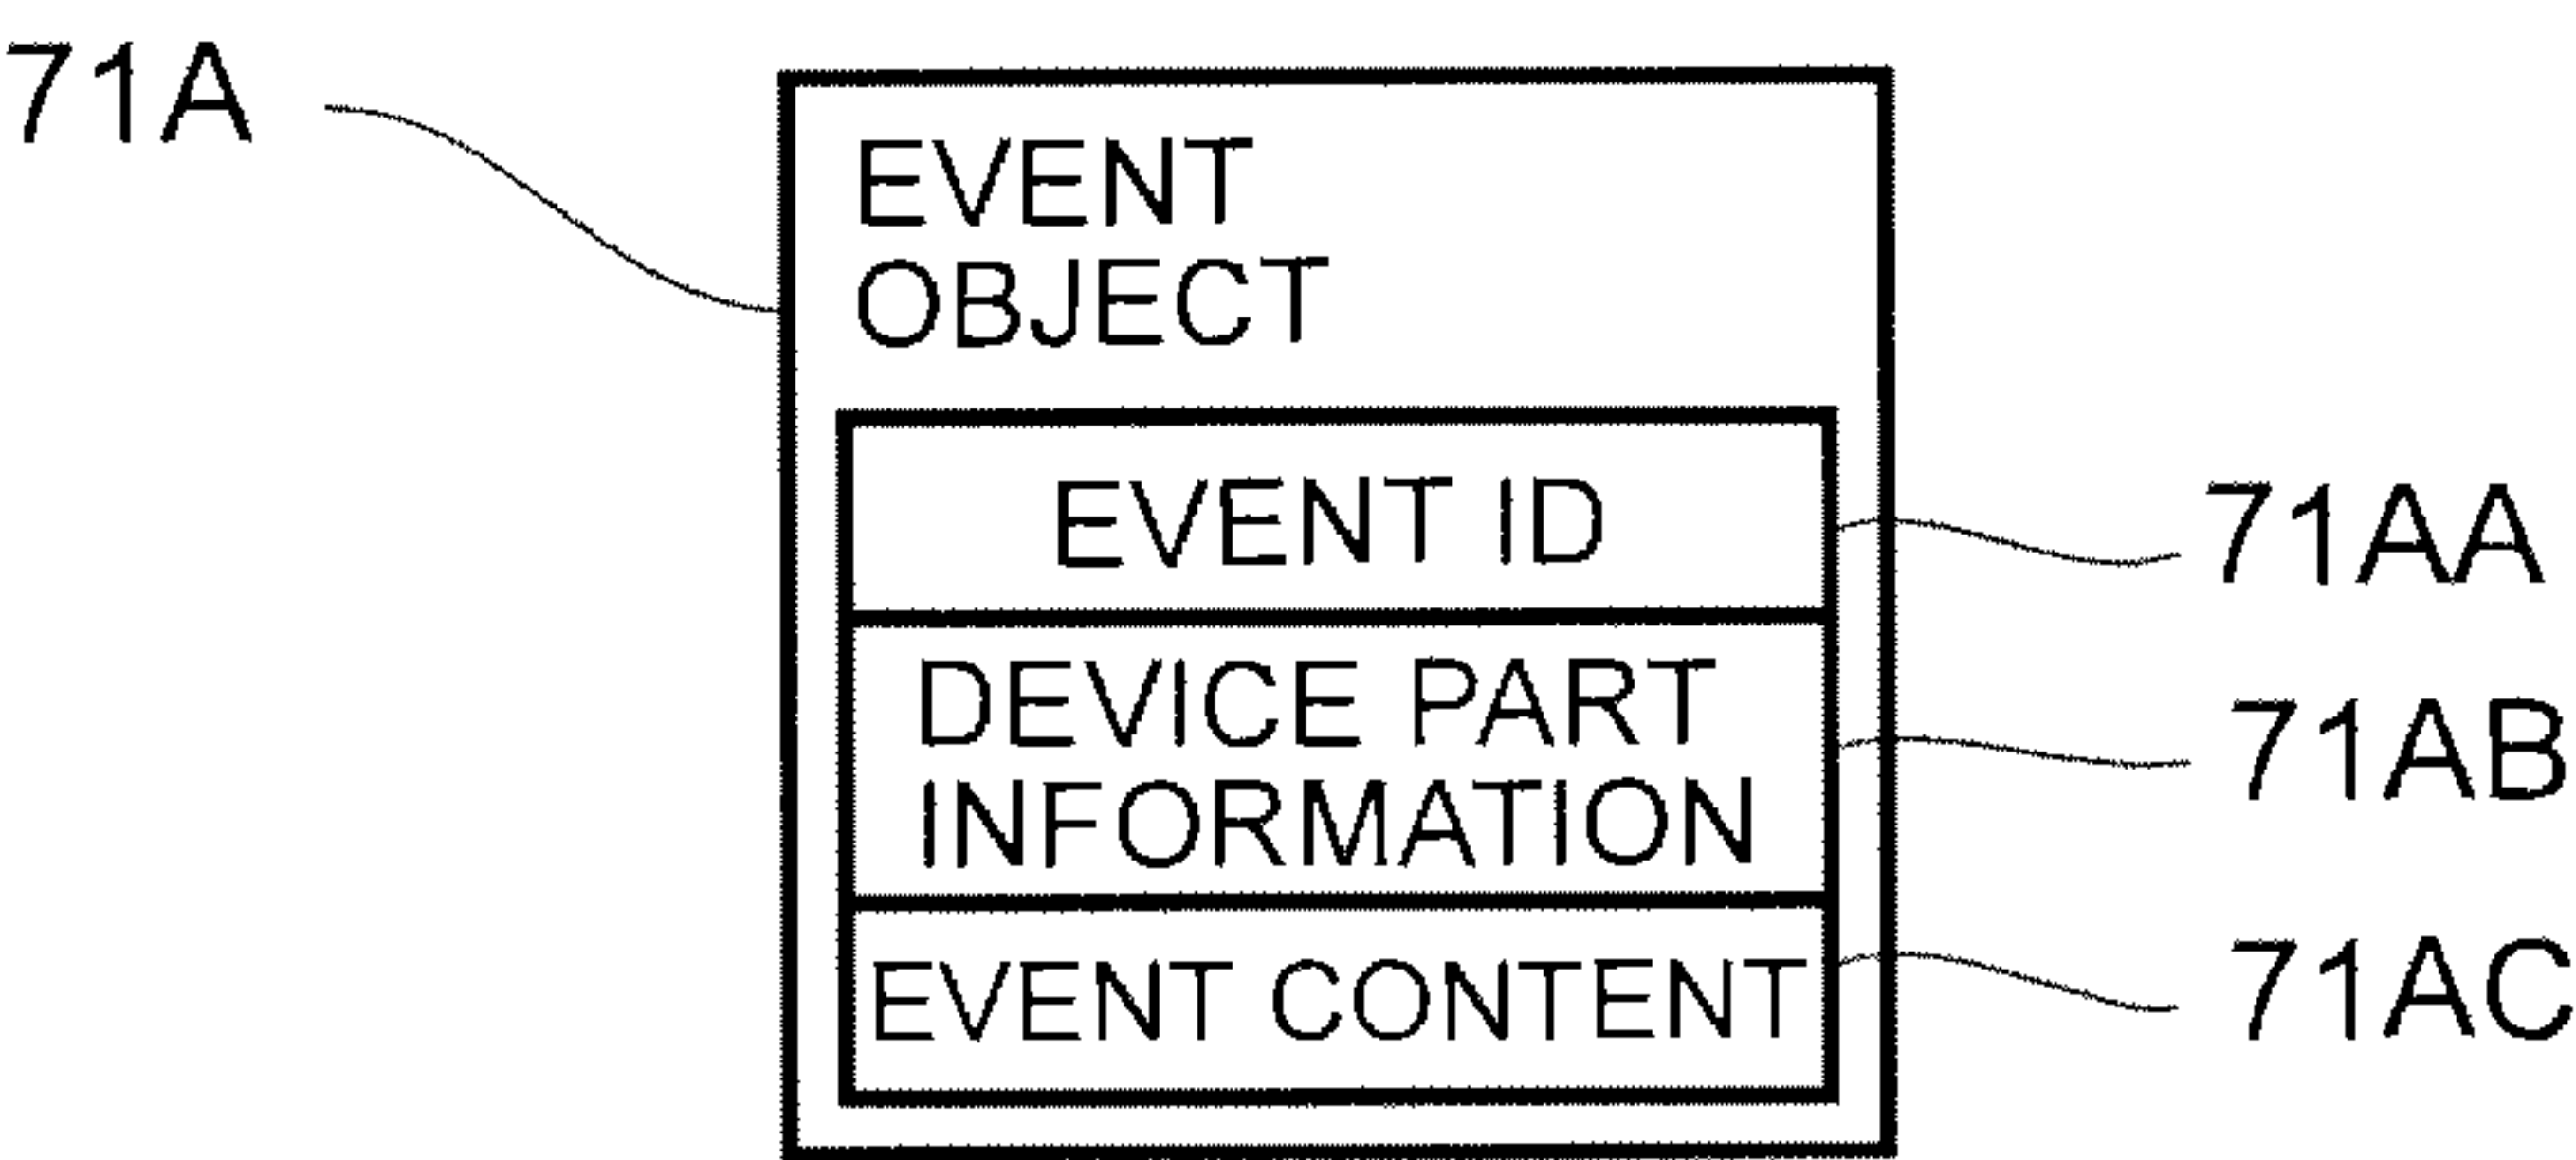 71A
EVENT
OBJECT
EVENT ID
71AA
DEVICE PART
INFORMATION
71AB
EVENT CONTENT
71AC